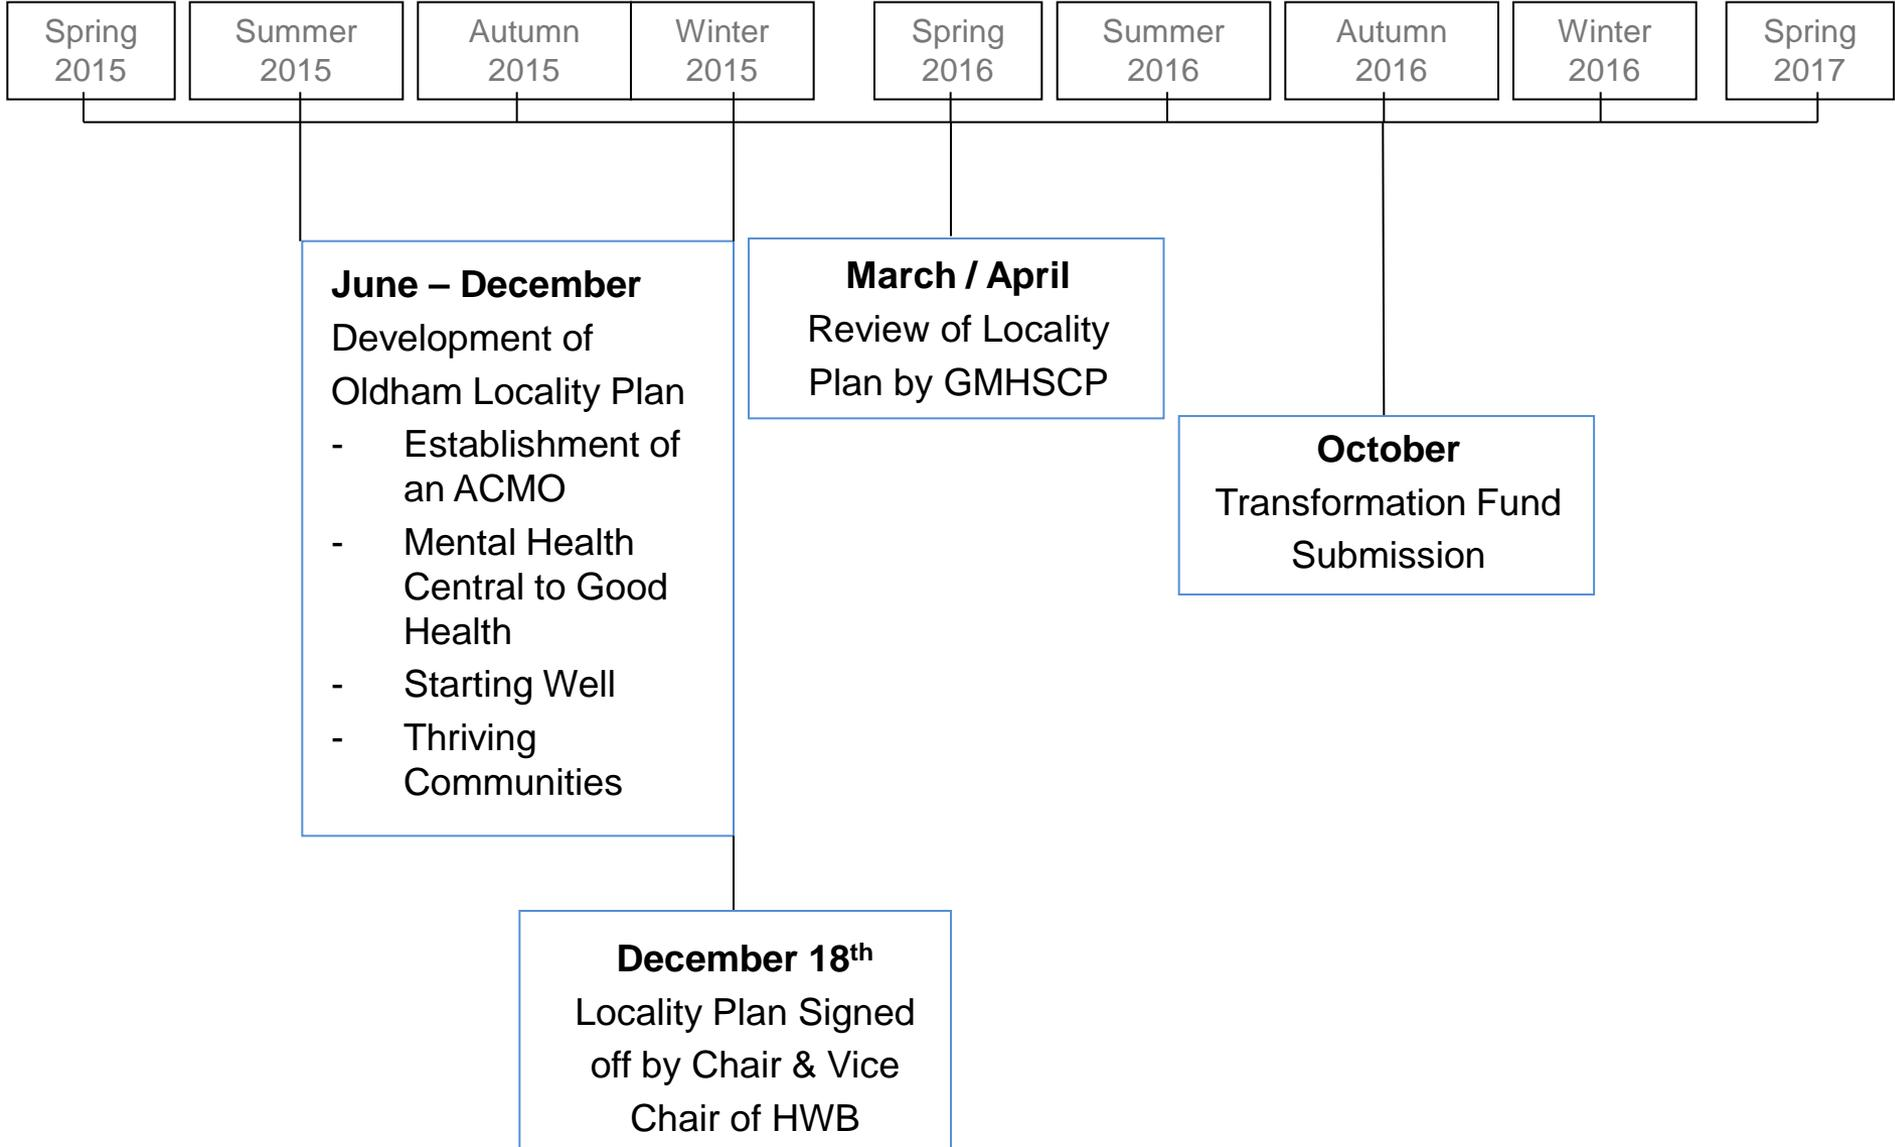 Spring
2015
Summer
2015
Autumn
2015
Winter
2015
Spring
2016
Summer
2016
Autumn
2016
Winter
2016
Spring
2017
June – December
Development of
Oldham Locality Plan
- Establishment of
an ACMO
- Mental Health
Central to Good
Health
- Starting Well
- Thriving
Communities
March / April
Review of Locality
Plan by GMHSCP
October
Transformation Fund
Submission
December 18th
Locality Plan Signed
off by Chair & Vice
Chair of HWB